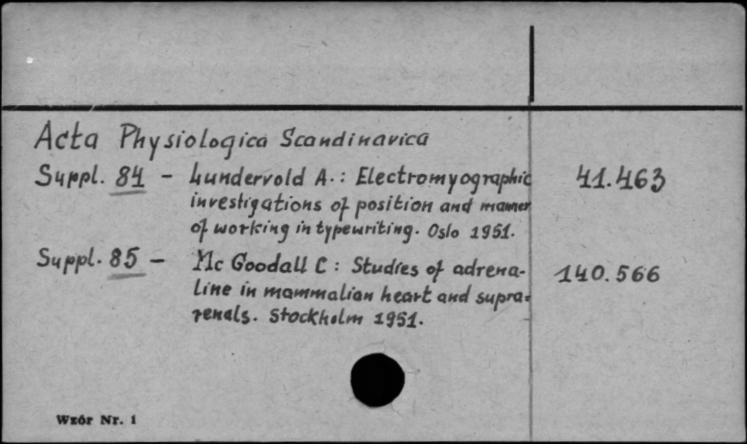 Acta Physiologica Scandinavica
Suppl. 84 - Lundervold A.: Electromyographic 41.463
investigations of position and manner
of working in typewriting. Oslo 1951.
Suppl. 85 - Mc Goodall C: Studies of adrena- 140.566
line in mammalian heart and supra-
renals. Stockholm 1951.
Wzór Nr. 1